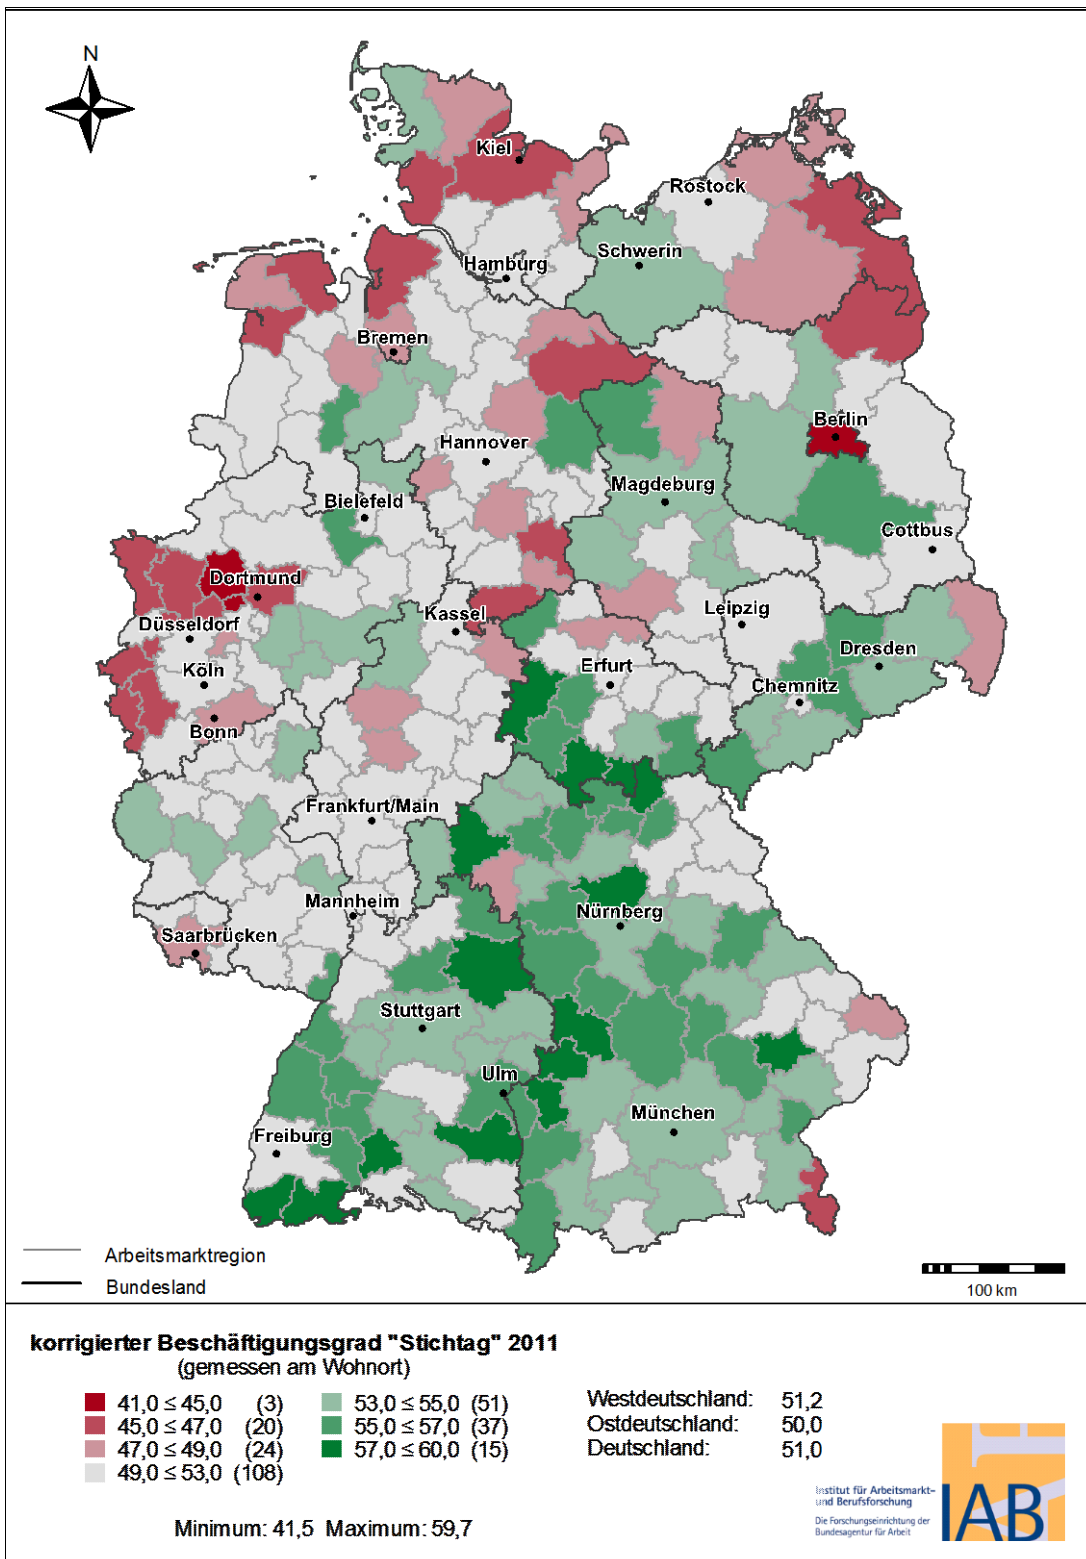 N
Kiel
Rostock
Schwerin
Hamburg
Bremen
Berlin
Hannover
Magdeburg
Bielefeld
Cottbus
Dortmund
Leipzig
Kassel
Düsseldorf
Dresden
Köln
Erfurt
Chemnitz
Bonn
Frankfurt/Main
Mannheim
Nürnberg
Saarbrücken
Stuttgart
Ulm
München
Freiburg
Arbeitsmarktregion
Bundesland
100 km
korrigierter Beschäftigungsgrad "Stichtag" 2011
(gemessen am Wohnort)
41,0 ≤ 45,0 (3)
45,0 ≤ 47,0 (20)
47,0 ≤ 49,0 (24)
49,0 ≤ 53,0 (108)
53,0 ≤ 55,0 (51)
55,0 ≤ 57,0 (37)
57,0 ≤ 60,0 (15)
Westdeutschland: 51,2
Ostdeutschland: 50,0
Deutschland: 51,0
Minimum: 41,5 Maximum: 59,7
Institut für Arbeitsmarkt-
und Berufsforschung
Die Forschungseinrichtung der
Bundesagentur für Arbeit
IAB